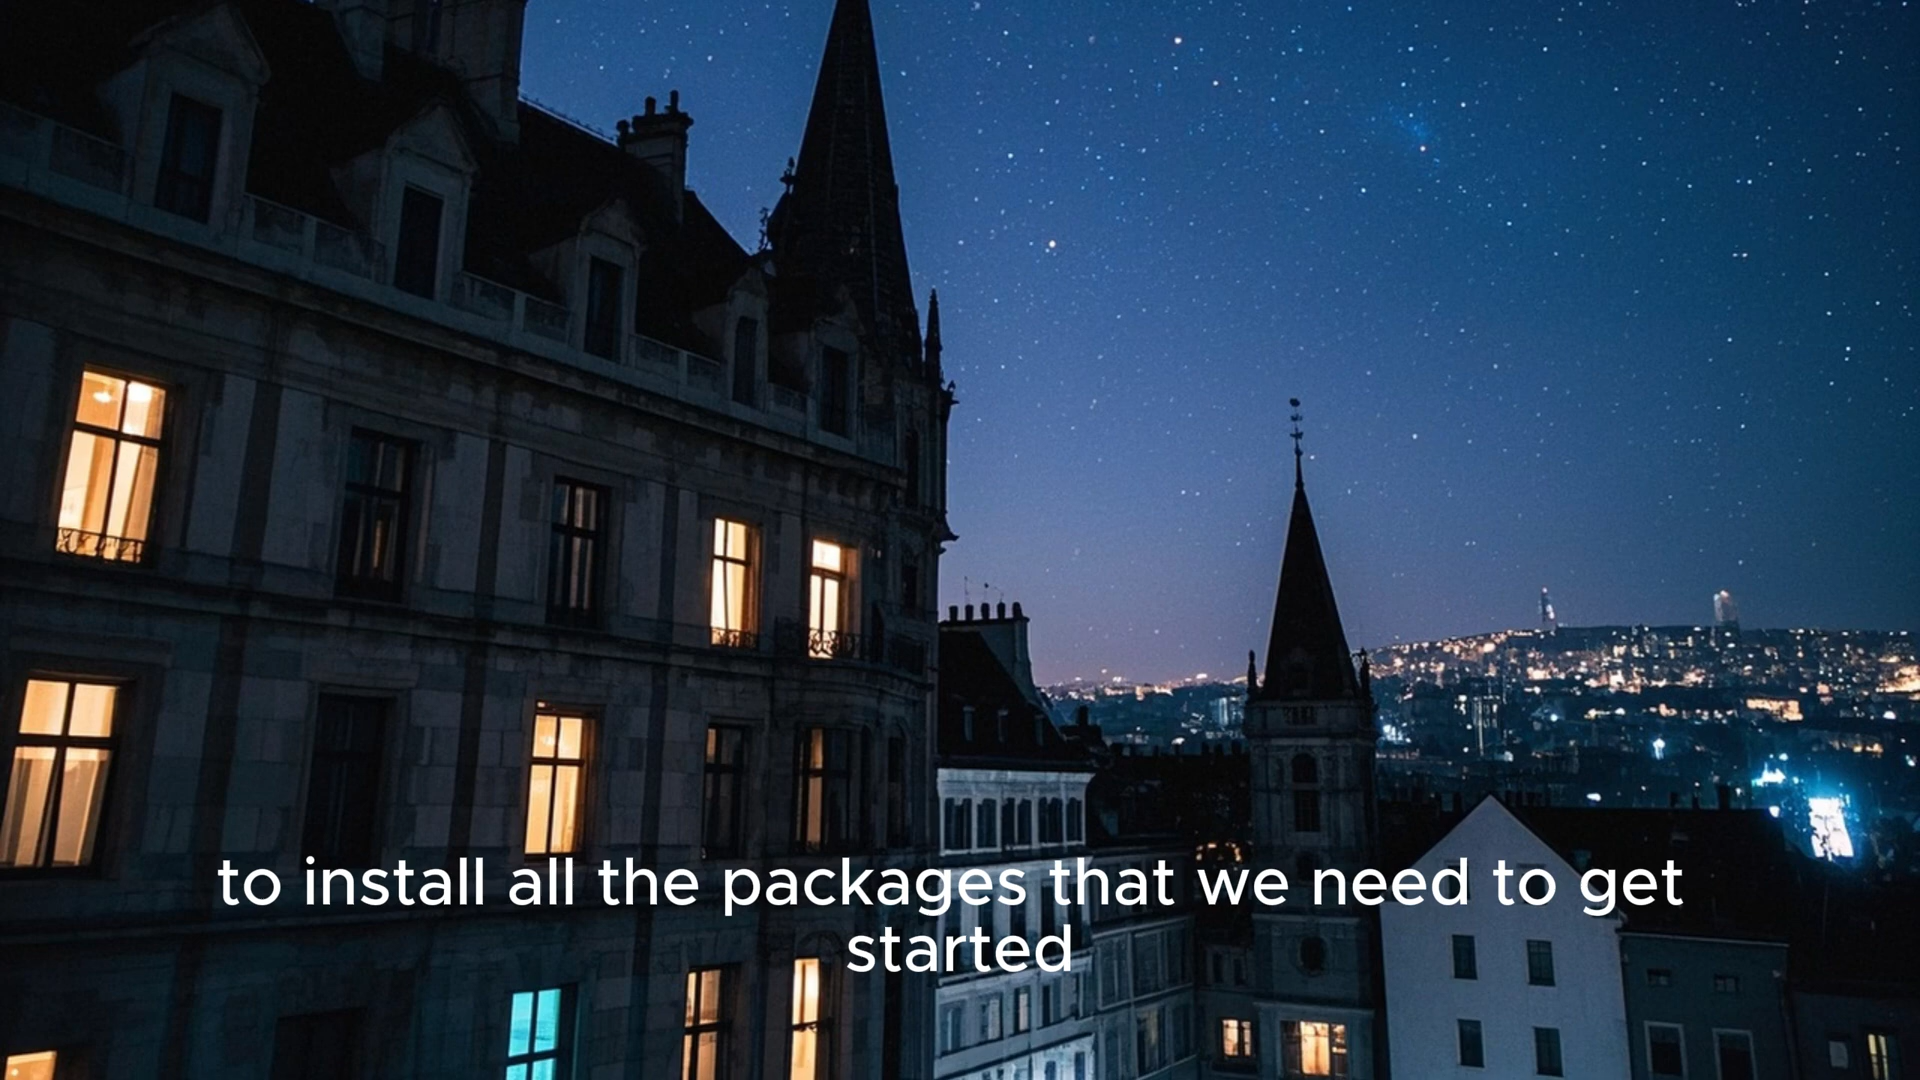 to install all the packages that we need to get
started